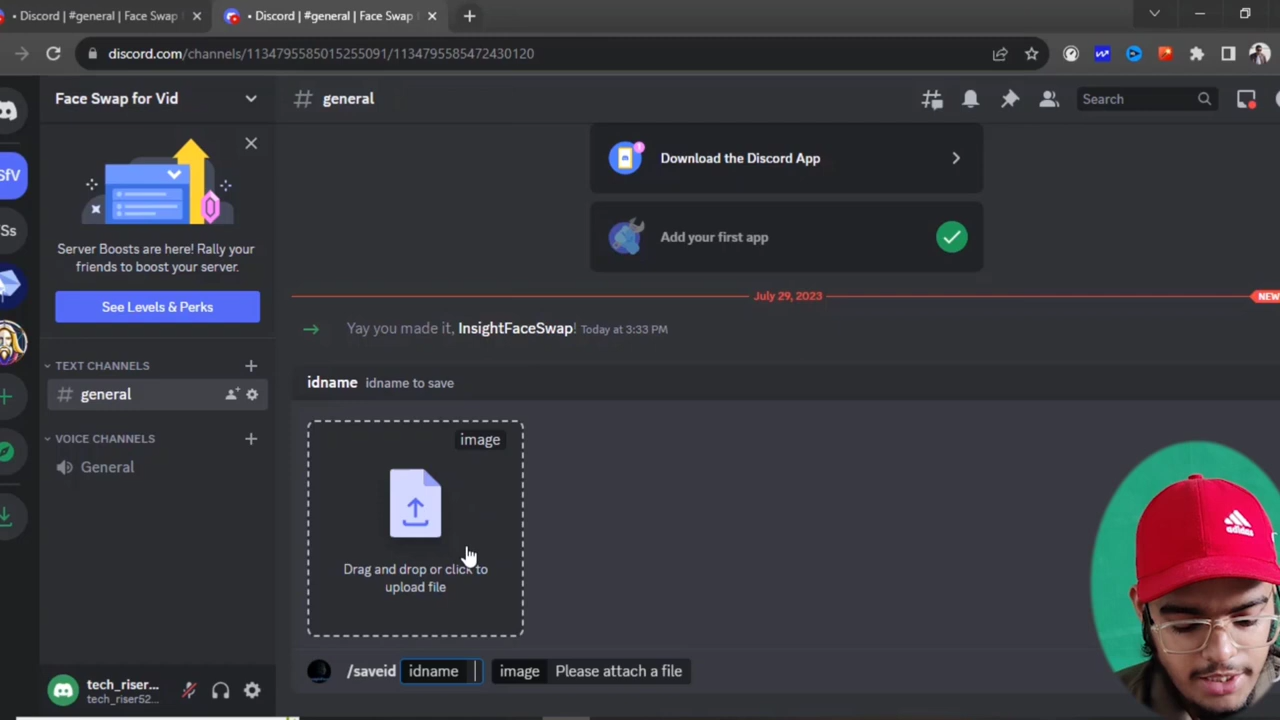 • Discord | #general | Face Swap
• Discord | #general | Face Swap
discord.com/channels/1134795585015255091/1134795585472430120
Face Swap for Vid
general
Search
SfV
Ss
Server Boosts are here! Rally your
friends to boost your server.
See Levels & Perks
TEXT CHANNELS
general
VOICE CHANNELS
General
tech_riser...
tech_riser52...
Download the Discord App
Add your first app
July 29, 2023
NEW
Yay you made it, InsightFaceSwap! Today at 3:33 PM
idname idname to save
image
Drag and drop or click to
upload file
/saveid idname image Please attach a file
adidas